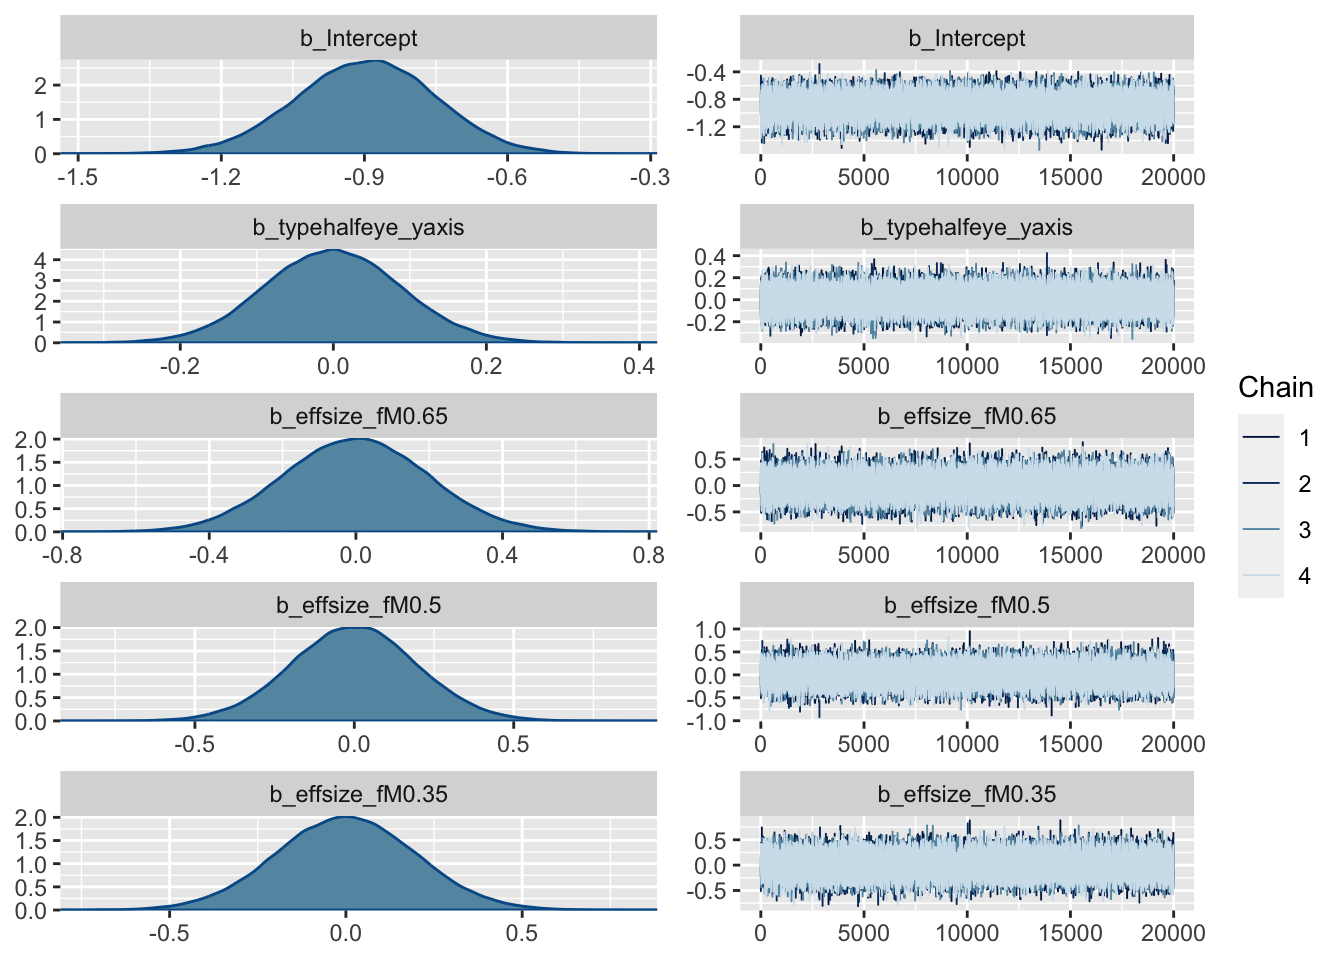 b_Intercept
2
1
0
-1.5 -1.2 -0.9 -0.6 -0.3
b_Intercept
-0.4
-0.8
-1.2
0 5000 10000 15000 20000
b_typehalfeye_yaxis
4
3
2
1
0
-0.2 0.0 0.2 0.4
b_typehalfeye_yaxis
0.4
0.2
0.0
-0.2
0 5000 10000 15000 20000
b_effsize_fM0.65
2.0
1.5
1.0
0.5
0.0
-0.8 -0.4 0.0 0.4 0.8
b_effsize_fM0.65
0.5
0.0
-0.5
0 5000 10000 15000 20000
b_effsize_fM0.5
2.0
1.5
1.0
0.5
0.0
-0.5 0.0 0.5
b_effsize_fM0.5
1.0
0.5
0.0
-0.5
-1.0
0 5000 10000 15000 20000
b_effsize_fM0.35
2.0
1.5
1.0
0.5
0.0
-0.5 0.0 0.5
b_effsize_fM0.35
0.5
0.0
-0.5
0 5000 10000 15000 20000
Chain
1
2
3
4